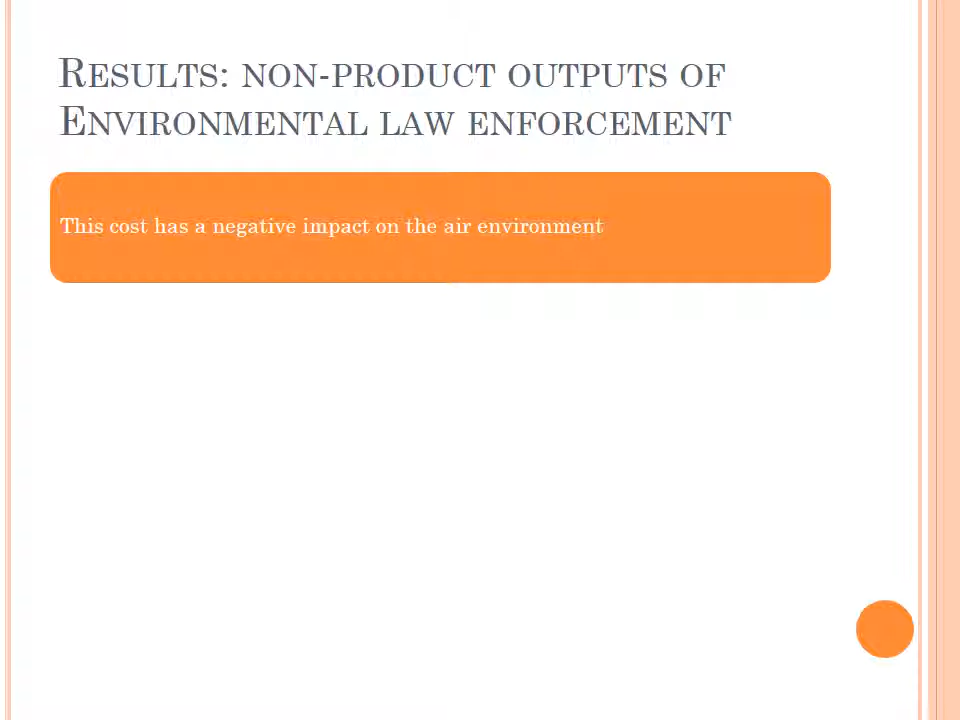 Results: non-product outputs of
Environmental law enforcement
This cost has a negative impact on the air environment